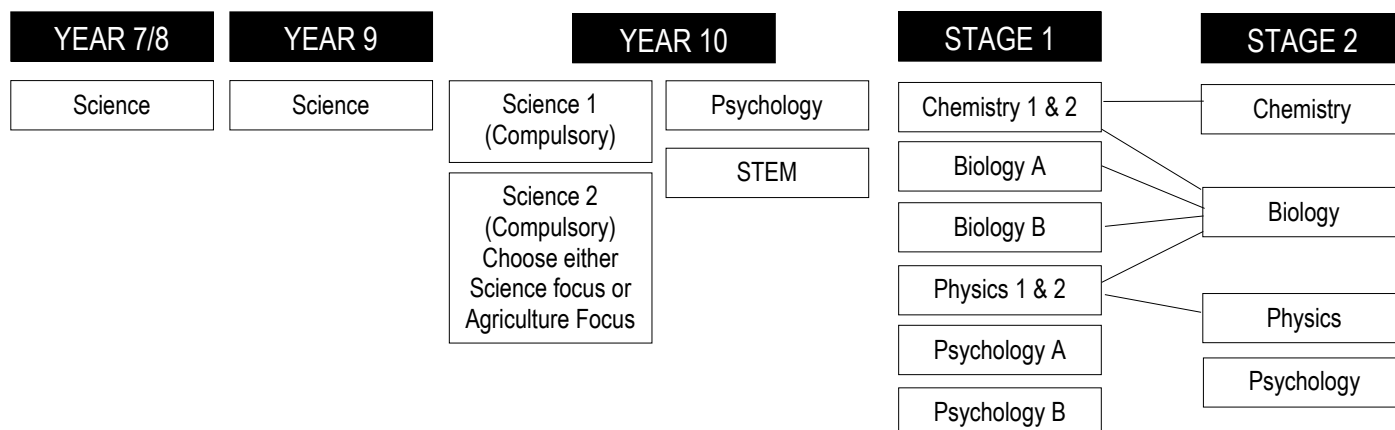 YEAR 7/8
Science
YEAR 9
Science
YEAR 10
Science 1
(Compulsory)
Science 2
(Compulsory)
Choose either
Science focus or
Agriculture Focus
Psychology
STEM
STAGE 1
Chemistry 1 & 2
Biology A
Biology B
Physics 1 & 2
Psychology A
Psychology B
STAGE 2
Chemistry
Biology
Physics
Psychology